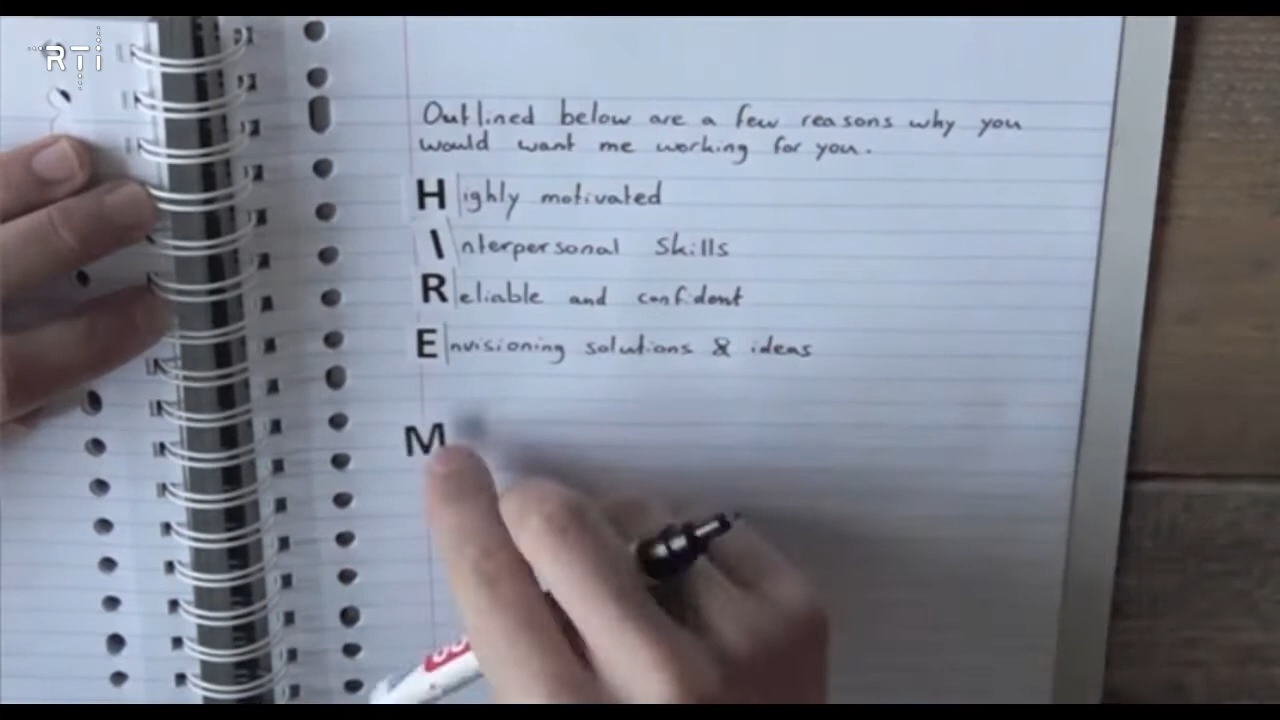 RTI
Outlined below are a few reasons why you
would want me working for you.
Highly motivated
Interpersonal Skills
Reliable and confident
Envisioning solutions & ideas
M